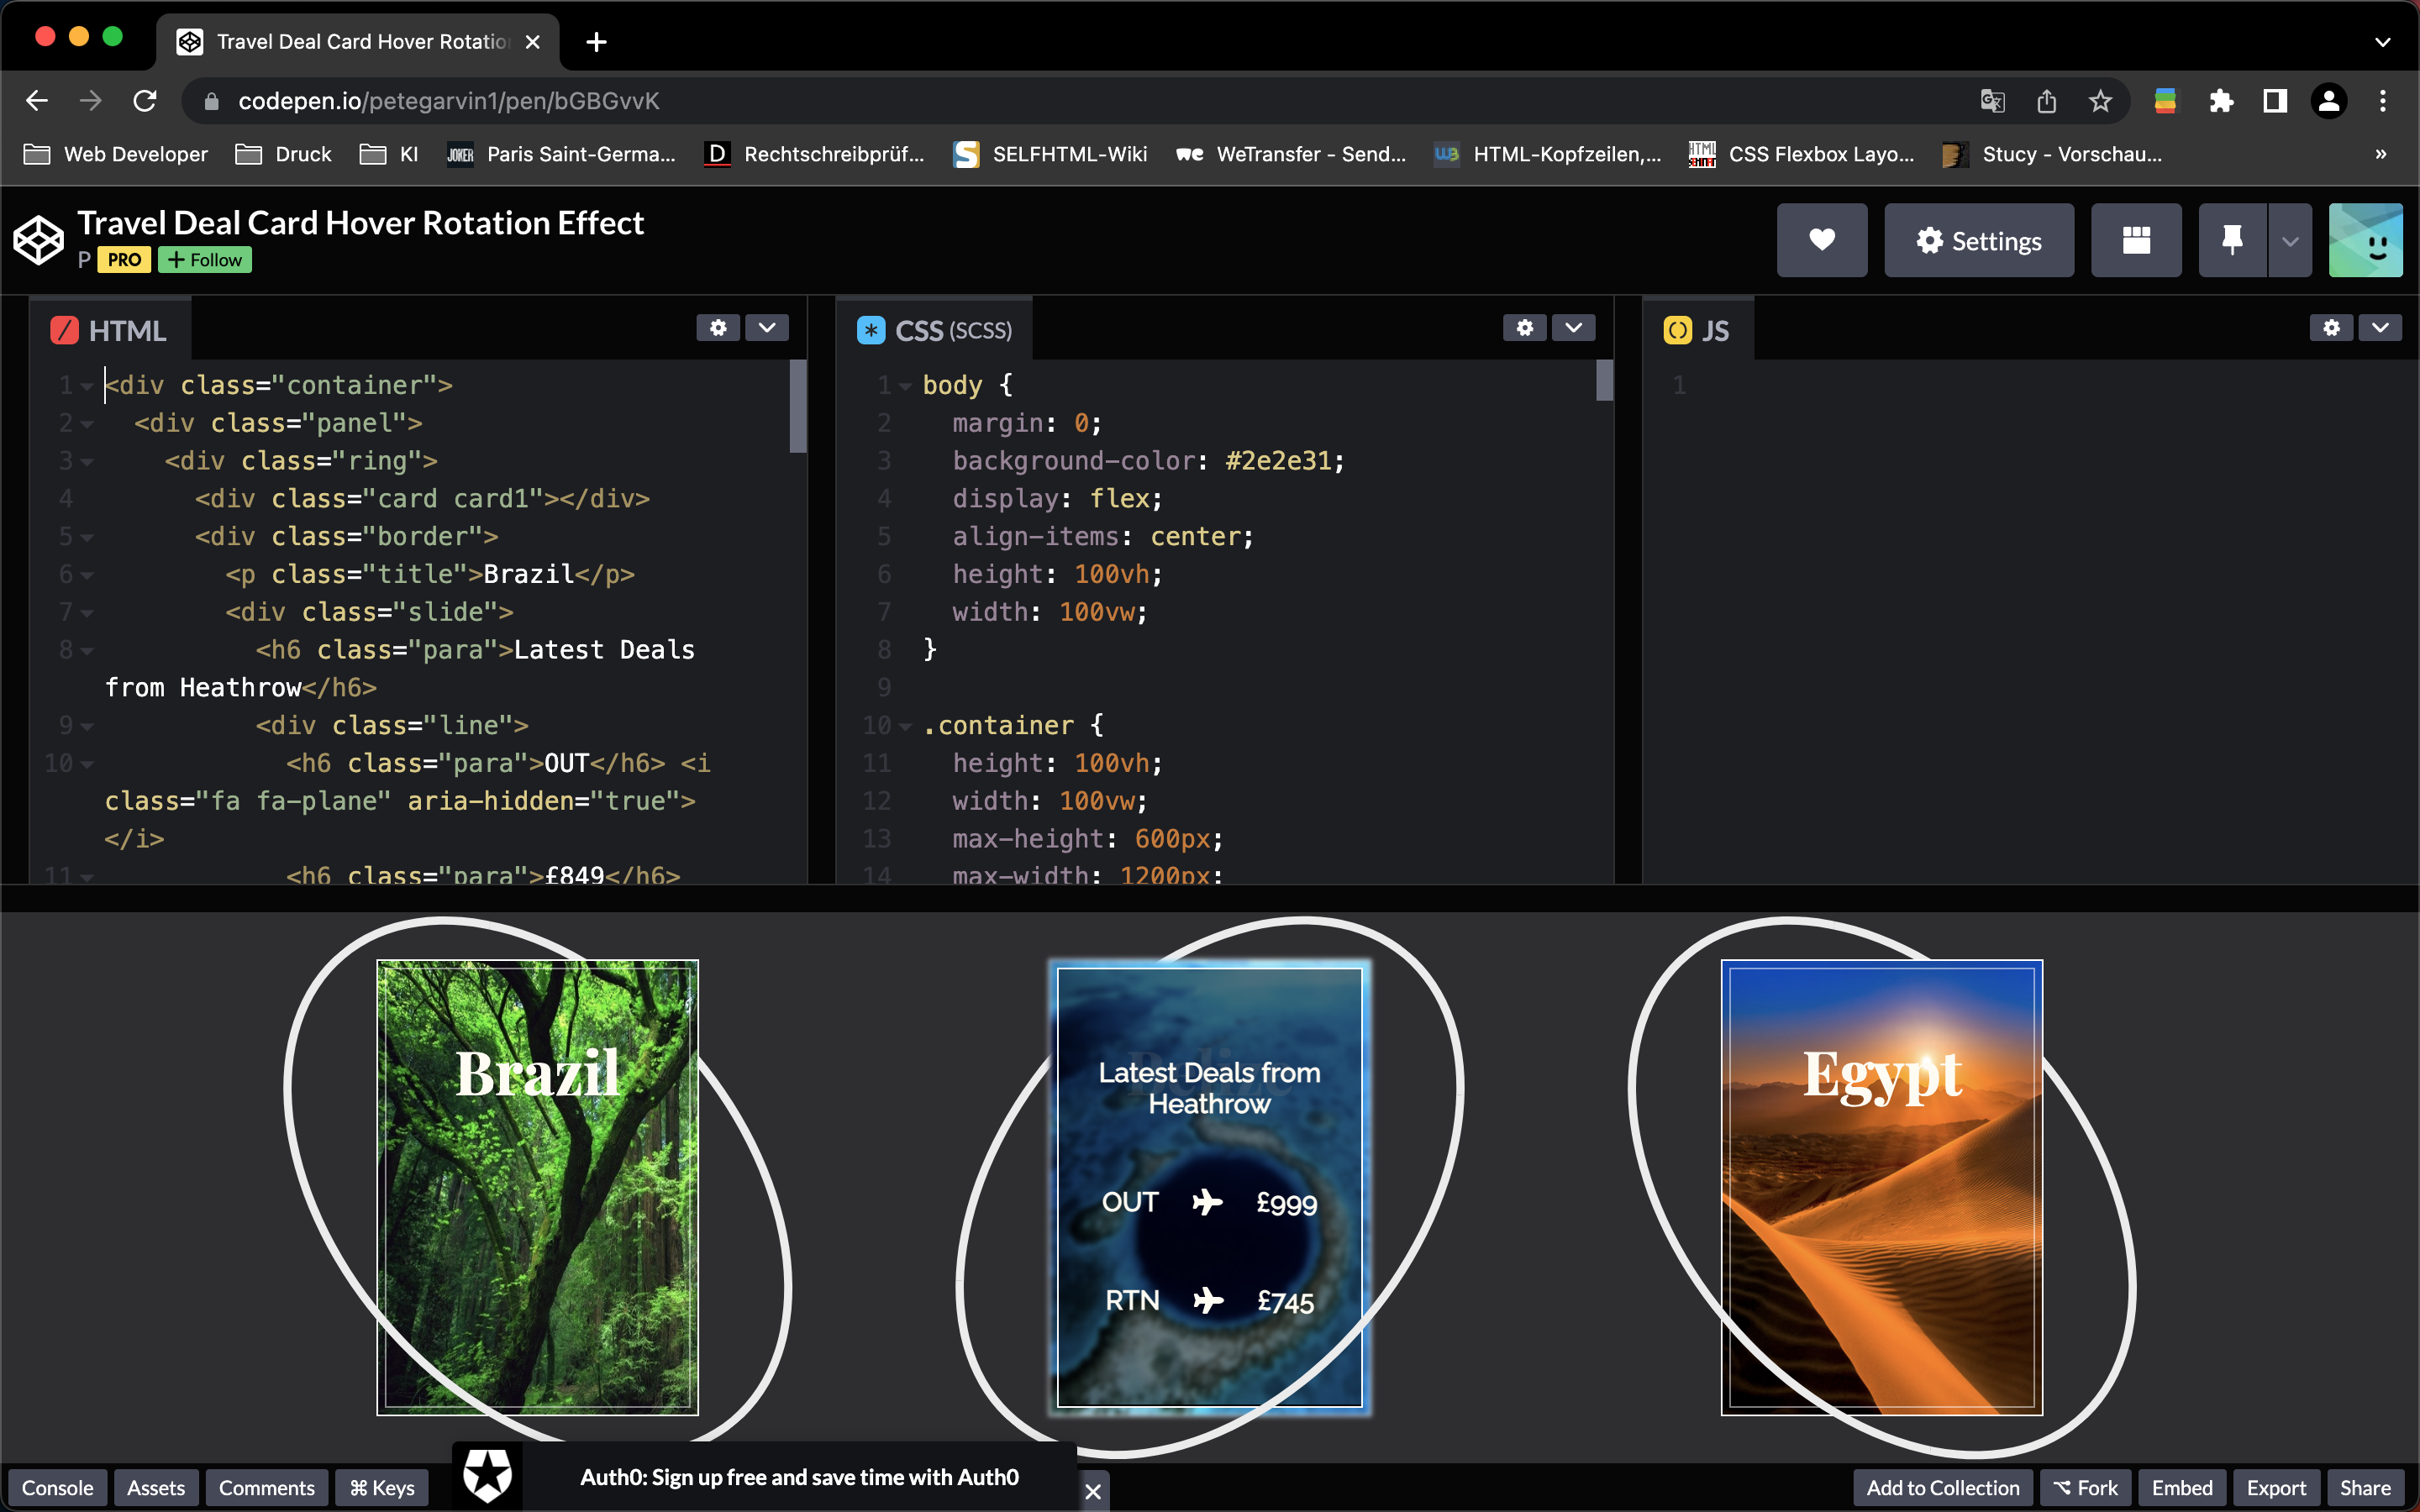 Travel Deal Card Hover Rotatio
codepen.io/petegarvin1/pen/bGBGvvK
Web Developer
Druck
KI
JOKER
Paris Saint-Germa...
D
Rechtschreibprüf...
S
SELFHTML-Wiki
we
WeTransfer – Send...
W3
HTML-Kopfzeilen,...
CSS Flexbox Layo...
Stucy - Vorschau...
»
Travel Deal Card Hover Rotation Effect
P PRO + Follow
Settings
HTML
1 <div class="container">
2 <div class="panel">
3 <div class="ring">
4 <div class="card card1"></div>
5 <div class="border">
6 <p class="title">Brazil</p>
7 <div class="slide">
8 <h6 class="para">Latest Deals
from Heathrow</h6>
9 <div class="line">
10 <h6 class="para">OUT</h6> <i
class="fa fa-plane" aria-hidden="true">
</i>
11 <h6 class="para">£849</h6>
CSS (SCSS)
1 body {
2 margin: 0;
3 background-color: #2e2e31;
4 display: flex;
5 align-items: center;
6 height: 100vh;
7 width: 100vw;
8 }
9
10 .container {
11 height: 100vh;
12 width: 100vw;
13 max-height: 600px;
14 max-width: 1200px;
JS
1
Brazil
Latest Deals from
Heathrow
OUT £999
RTN £745
Egypt
Console
Assets
Comments
⌘ Keys
Auth0: Sign up free and save time with Auth0
Add to Collection
Fork
Embed
Export
Share